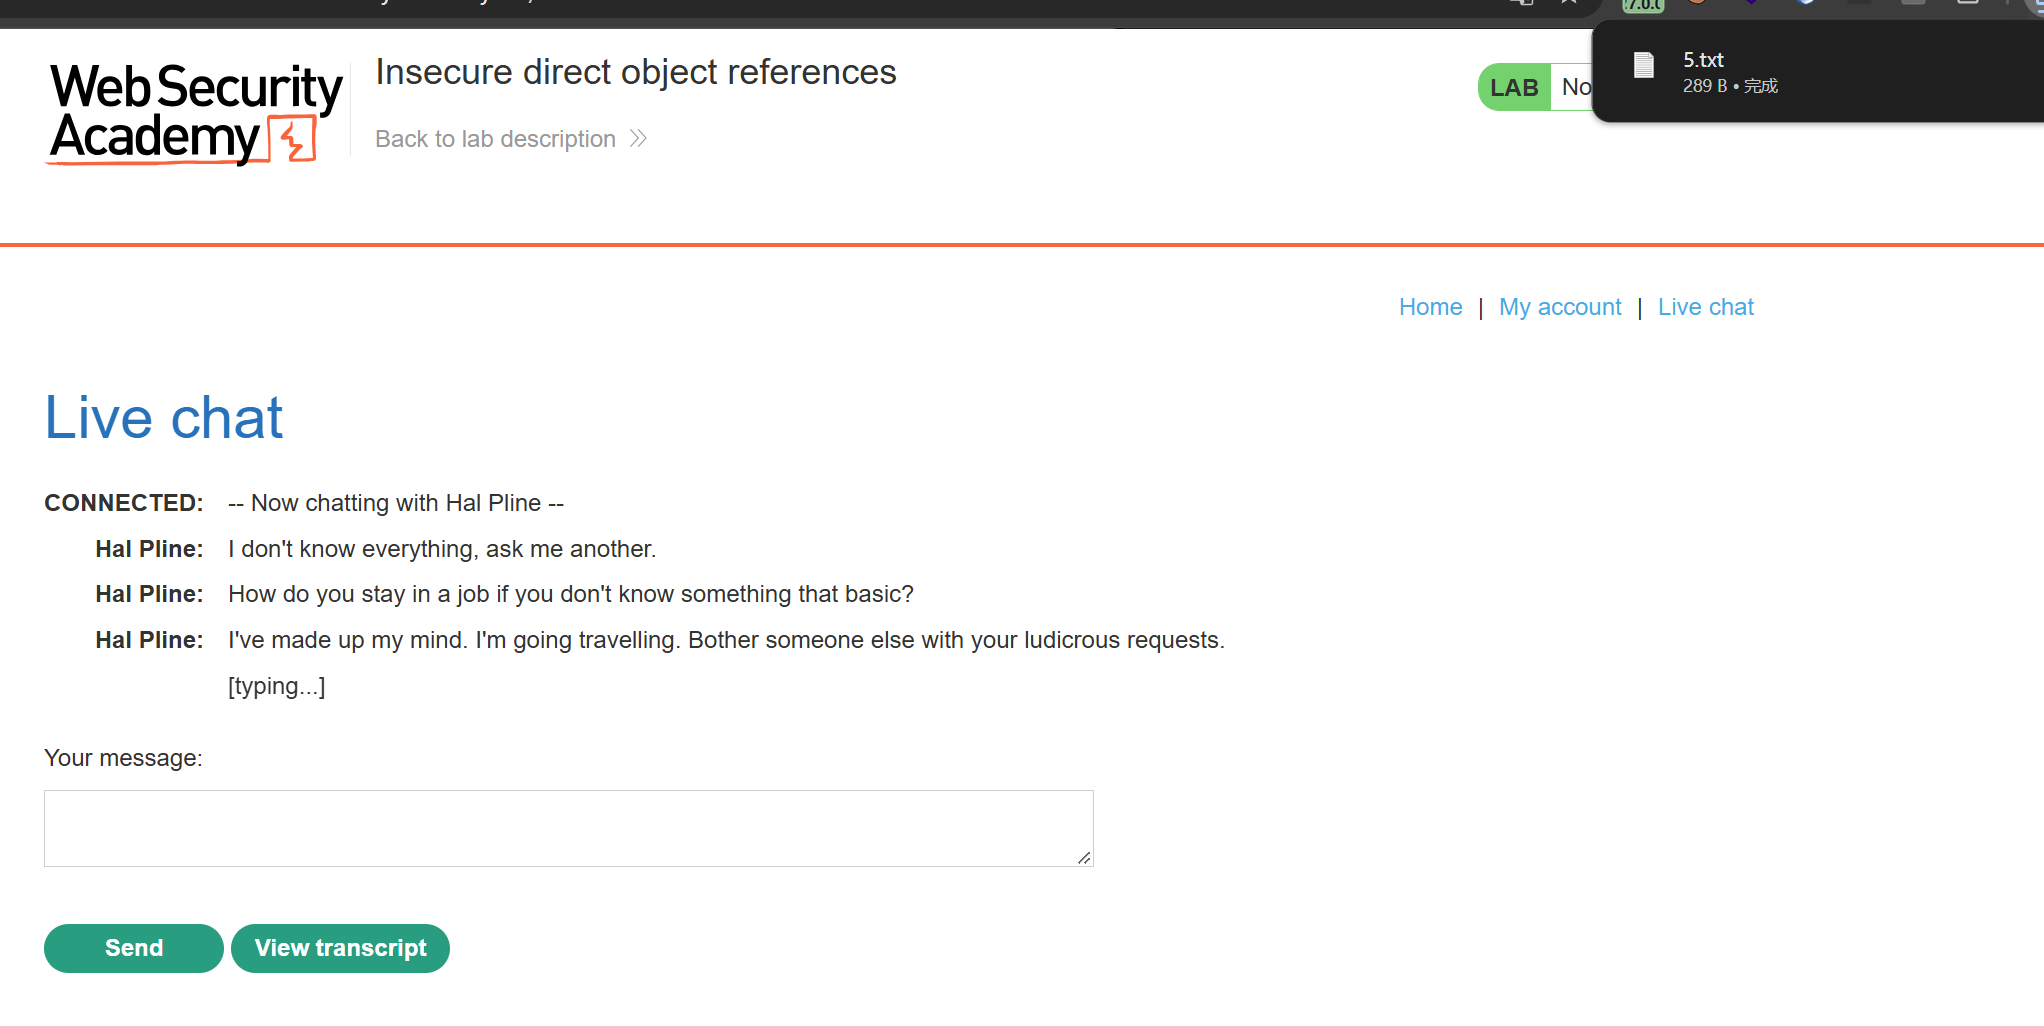 7.0.0
Web Security
Academy
Insecure direct object references
Back to lab description
LAB No
5.txt
289 B • 完成
Home | My account | Live chat
Live chat
CONNECTED: -- Now chatting with Hal Pline --
Hal Pline: I don't know everything, ask me another.
Hal Pline: How do you stay in a job if you don't know something that basic?
Hal Pline: I've made up my mind. I'm going travelling. Bother someone else with your ludicrous requests.
[typing...]
Your message:
Send View transcript